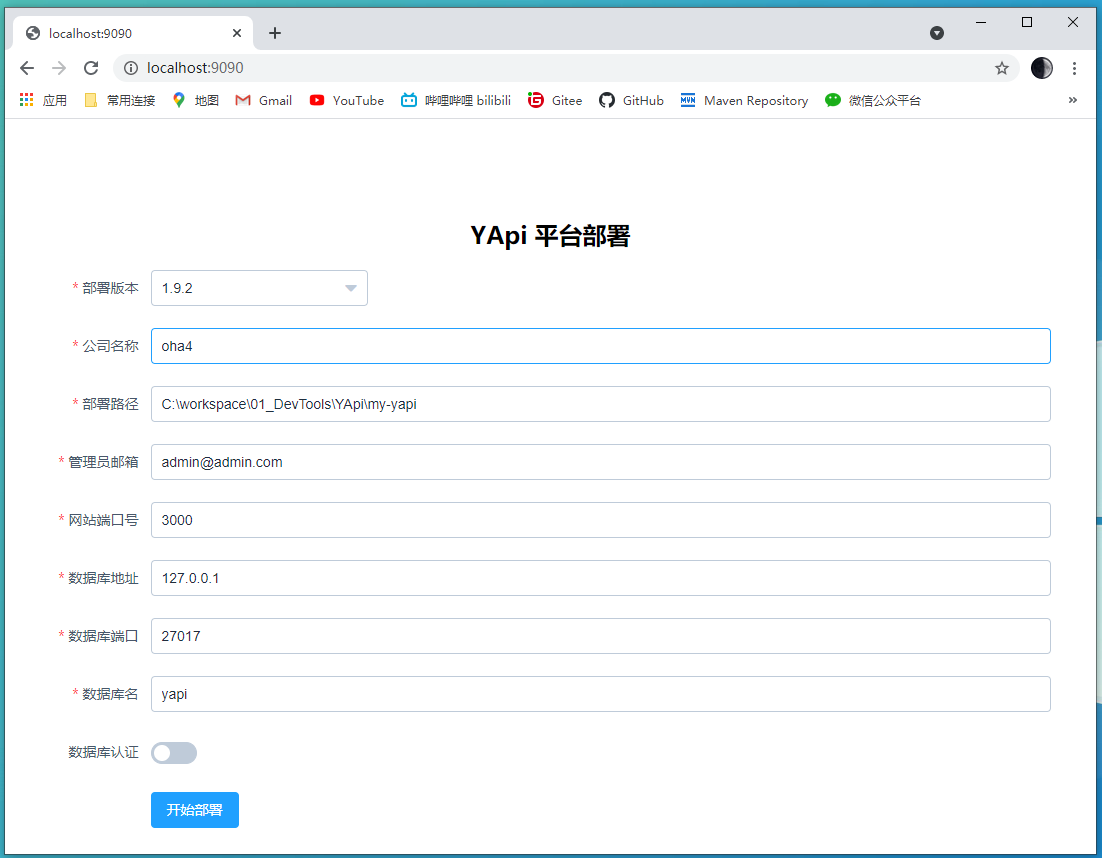 localhost:9090
localhost:9090
应用 常用连接 地图 Gmail YouTube 哔哩哔哩 bilibili Gitee GitHub MVN Maven Repository 微信公众平台 »
YApi 平台部署
* 部署版本 1.9.2
* 公司名称 oha4
* 部署路径 C:\workspace\01_DevTools\YApi\my-yapi
* 管理员邮箱 admin@admin.com
* 网站端口号 3000
* 数据库地址 127.0.0.1
* 数据库端口 27017
* 数据库名 yapi
数据库认证
开始部署